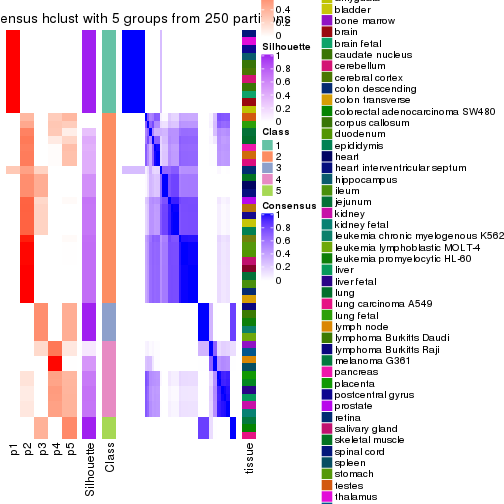 ensus hclust with 5 groups from 250 partitions
0.4
0.2
0
Silhouette
1
0.8
0.6
0.4
0.2
0
Class
1
2
3
4
5
Consensus
1
0.8
0.6
0.4
0.2
0
p1
p2
p3
p4
p5
Silhouette
Class
tissue
bladder
bone marrow
brain
brain fetal
caudate nucleus
cerebellum
cerebral cortex
colon descending
colon transverse
colorectal adenocarcinoma SW480
corpus callosum
duodenum
epididymis
heart
heart interventricular septum
hippocampus
ileum
jejunum
kidney
kidney fetal
leukemia chronic myelogenous K562
leukemia lymphoblastic MOLT-4
leukemia promyelocytic HL-60
liver
liver fetal
lung
lung carcinoma A549
lung fetal
lymph node
lymphoma Burkitts Daudi
lymphoma Burkitts Raji
melanoma G361
pancreas
placenta
postcentral gyrus
prostate
retina
salivary gland
skeletal muscle
spinal cord
spleen
stomach
testes
thalamus